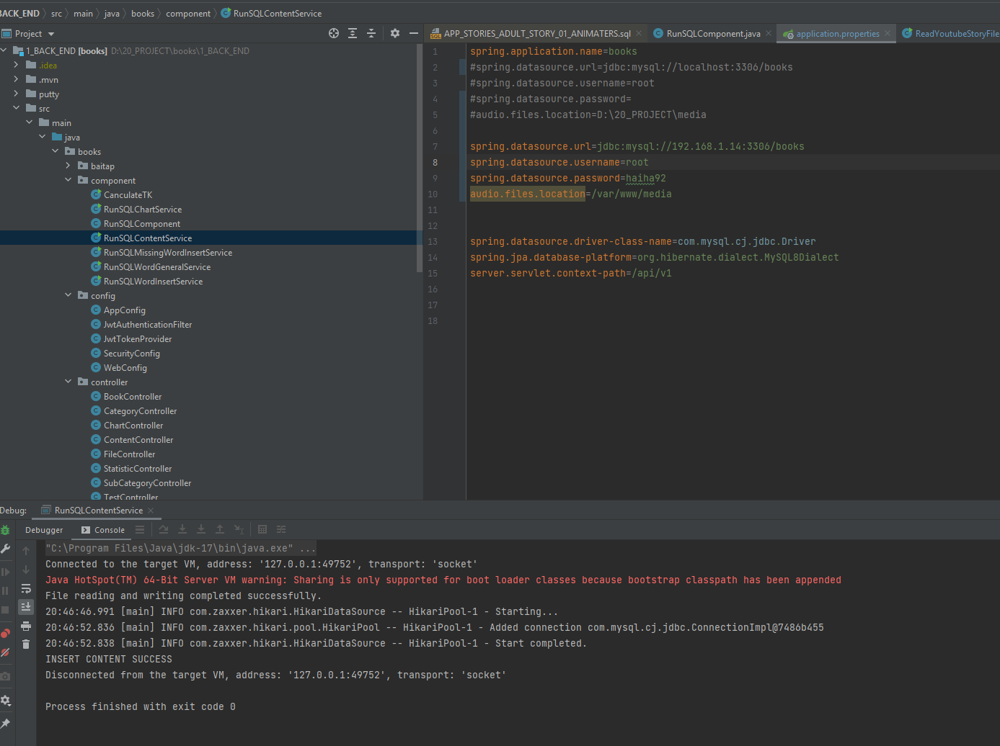 BACK_END src main java books component RunSQLContentService
Project
APP_STORIES_ADULT_STORY_01_ANIMATERS.sql RunSQLComponent.java application.properties ReadYoutubeStoryFile
1_BACK_END [books] D:\20_PROJECT\books\1_BACK_END
.idea
.mvn
putty
src
main
java
books
baitap
component
CanculateTK
RunSQLChartService
RunSQLComponent
RunSQLContentService
RunSQLMissingWordInsertService
RunSQLWordGeneralService
RunSQLWordInsertService
config
AppConfig
JwtAuthenticationFilter
JwtTokenProvider
SecurityConfig
WebConfig
controller
BookController
CategoryController
ChartController
ContentController
FileController
StatisticController
SubCategoryController
TestController
1 spring.application.name=books
2 #spring.datasource.url=jdbc:mysql://localhost:3306/books
3 #spring.datasource.username=root
4 #spring.datasource.password=
5 #audio.files.location=D:\20_PROJECT\media
6
7 spring.datasource.url=jdbc:mysql://192.168.1.14:3306/books
8 spring.datasource.username=root
9 spring.datasource.password=haiha92
10 audio.files.location=/var/www/media
11
12
13 spring.datasource.driver-class-name=com.mysql.cj.jdbc.Driver
14 spring.jpa.database-platform=org.hibernate.dialect.MySQL8Dialect
15 server.servlet.context-path=/api/v1
16
17
18
Debug: RunSQLContentService
Debugger Console
"C:\Program Files\Java\jdk-17\bin\java.exe" ...
Connected to the target VM, address: '127.0.0.1:49752', transport: 'socket'
Java HotSpot(TM) 64-Bit Server VM warning: Sharing is only supported for boot loader classes because bootstrap classpath has been appended
File reading and writing completed successfully.
20:46:46.991 [main] INFO com.zaxxer.hikari.HikariDataSource -- HikariPool-1 - Starting...
20:46:52.836 [main] INFO com.zaxxer.hikari.pool.HikariPool -- HikariPool-1 - Added connection com.mysql.cj.jdbc.ConnectionImpl@7486b455
20:46:52.838 [main] INFO com.zaxxer.hikari.HikariDataSource -- HikariPool-1 - Start completed.
INSERT CONTENT SUCCESS
Disconnected from the target VM, address: '127.0.0.1:49752', transport: 'socket'
Process finished with exit code 0